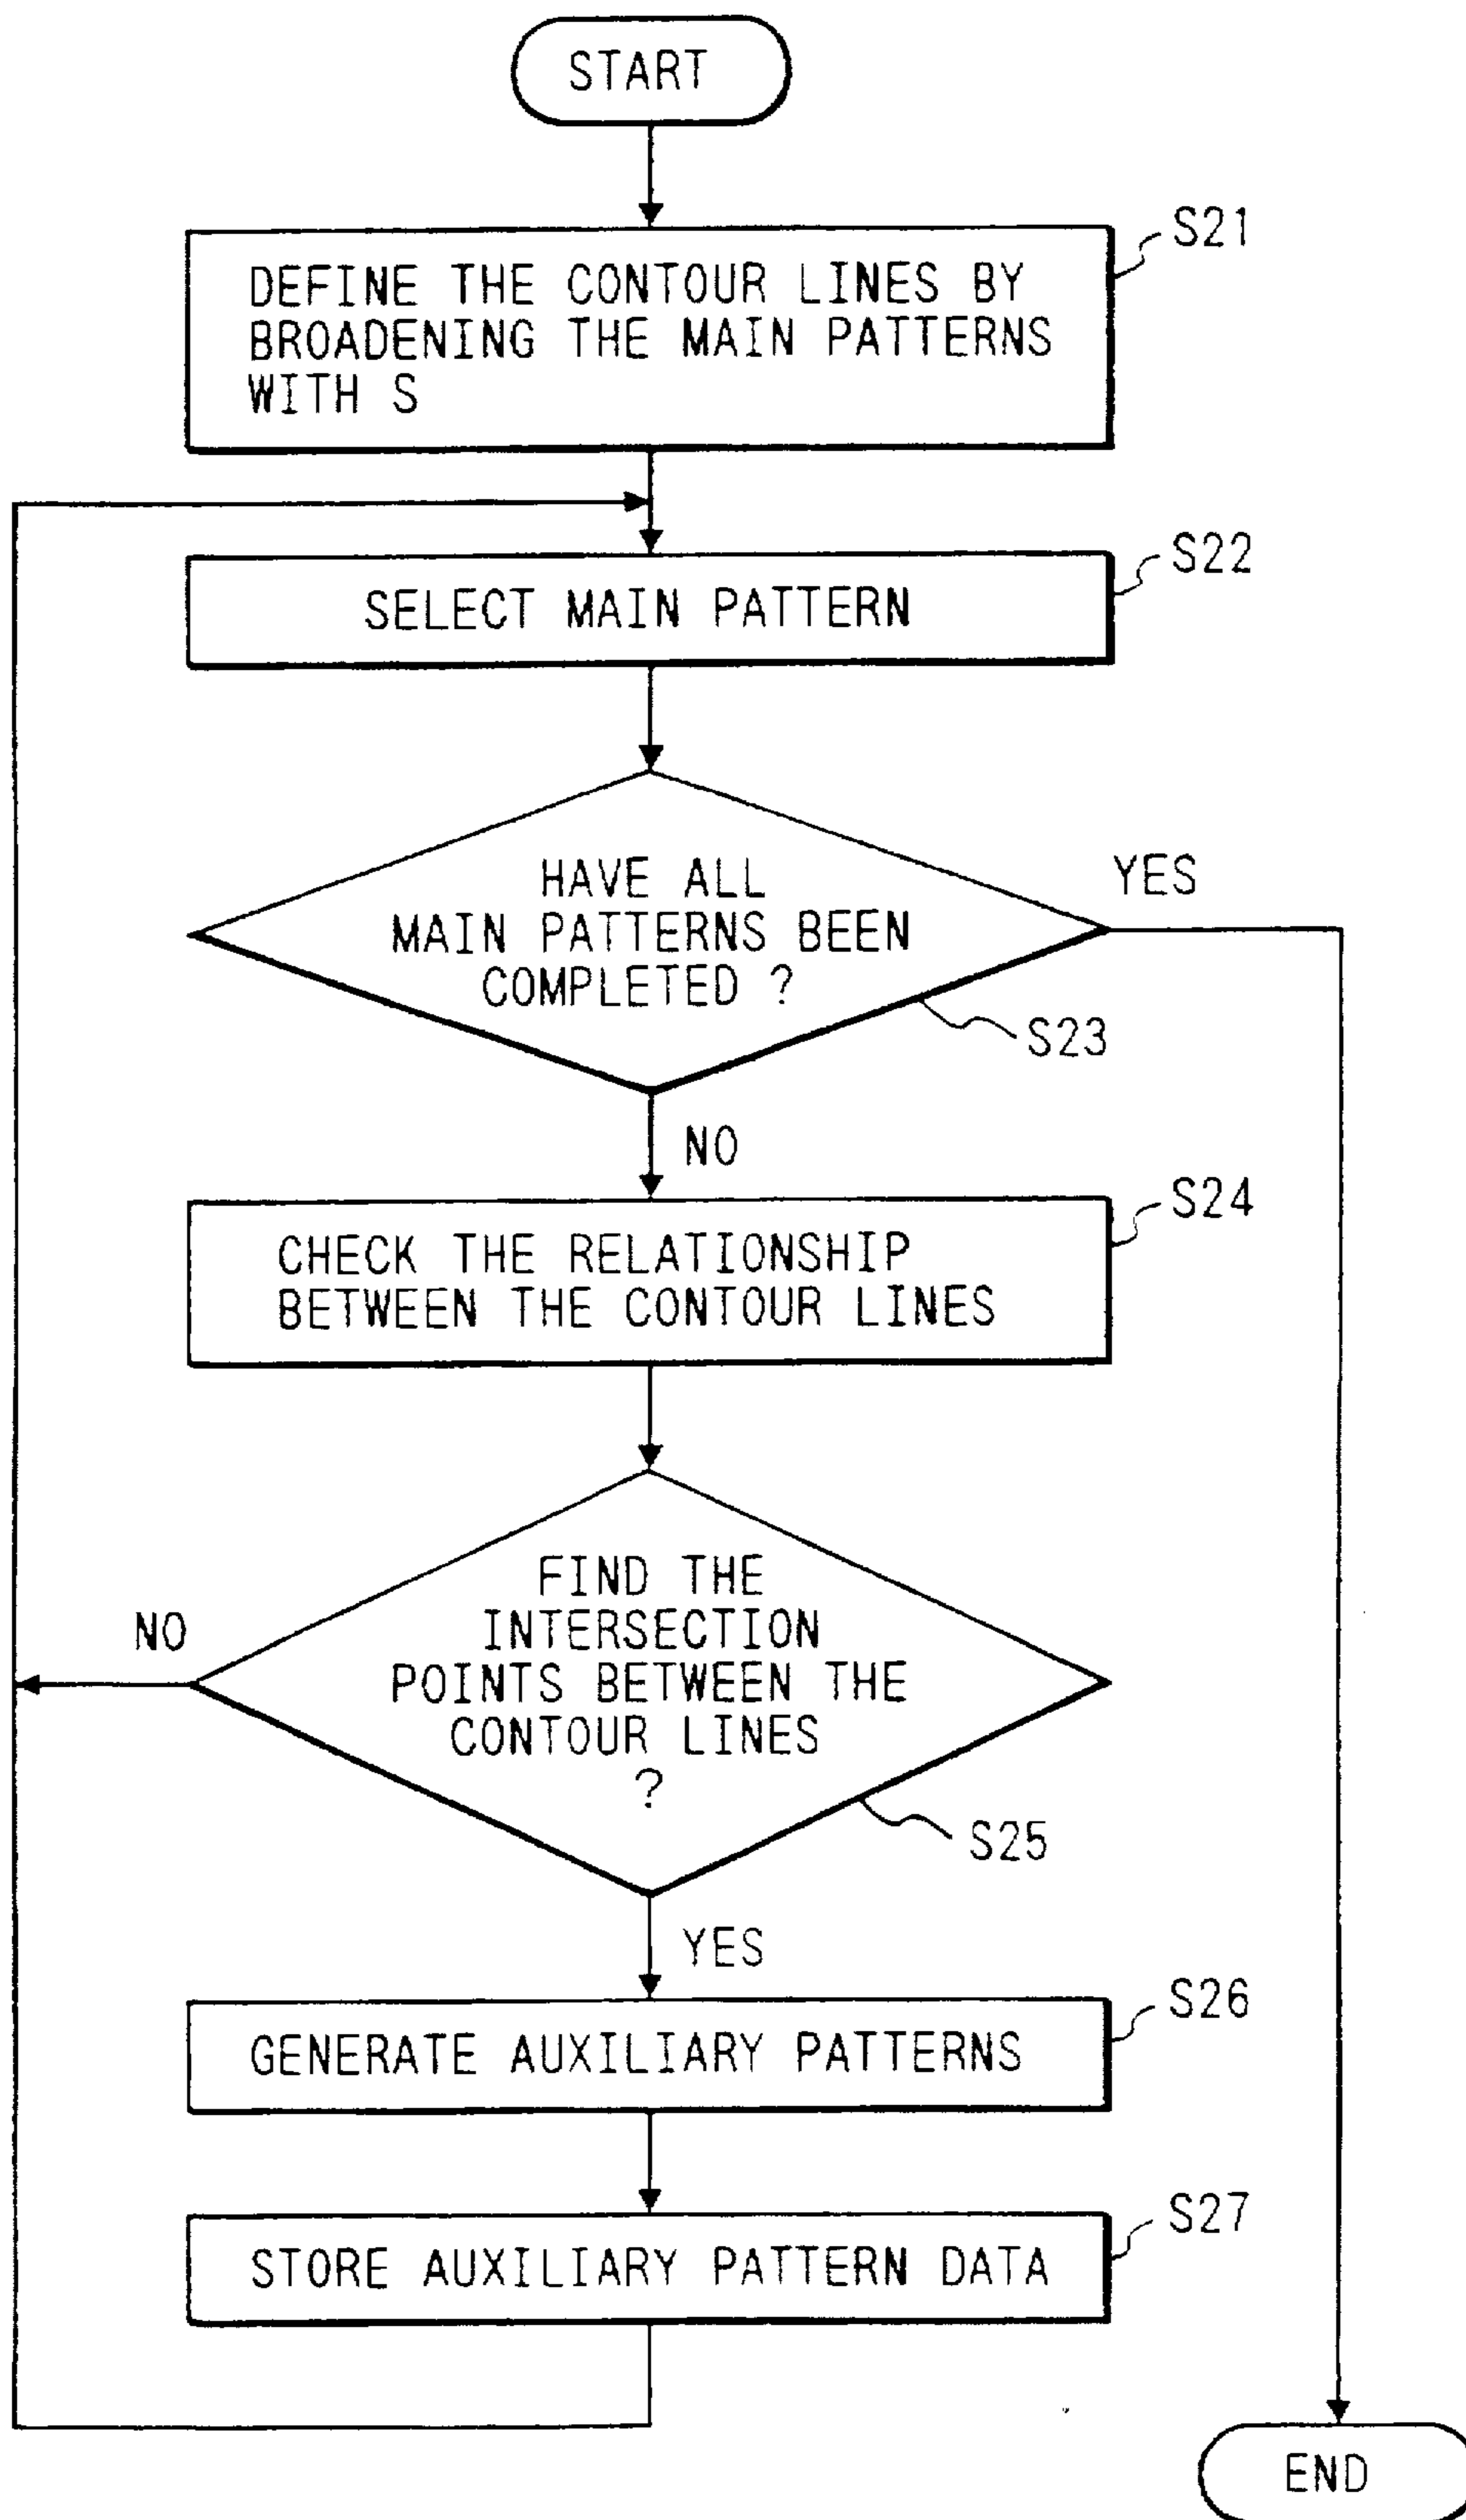 START
S21
DEFINE THE CONTOUR LINES BY
BROADENING THE MAIN PATTERNS
WITH S
S22
SELECT MAIN PATTERN
HAVE ALL
MAIN PATTERNS BEEN
COMPLETED ?
YES
S23
NO
S24
CHECK THE RELATIONSHIP
BETWEEN THE CONTOUR LINES
FIND THE
INTERSECTION
POINTS BETWEEN THE
CONTOUR LINES
?
NO
S25
YES
S26
GENERATE AUXILIARY PATTERNS
S27
STORE AUXILIARY PATTERN DATA
END